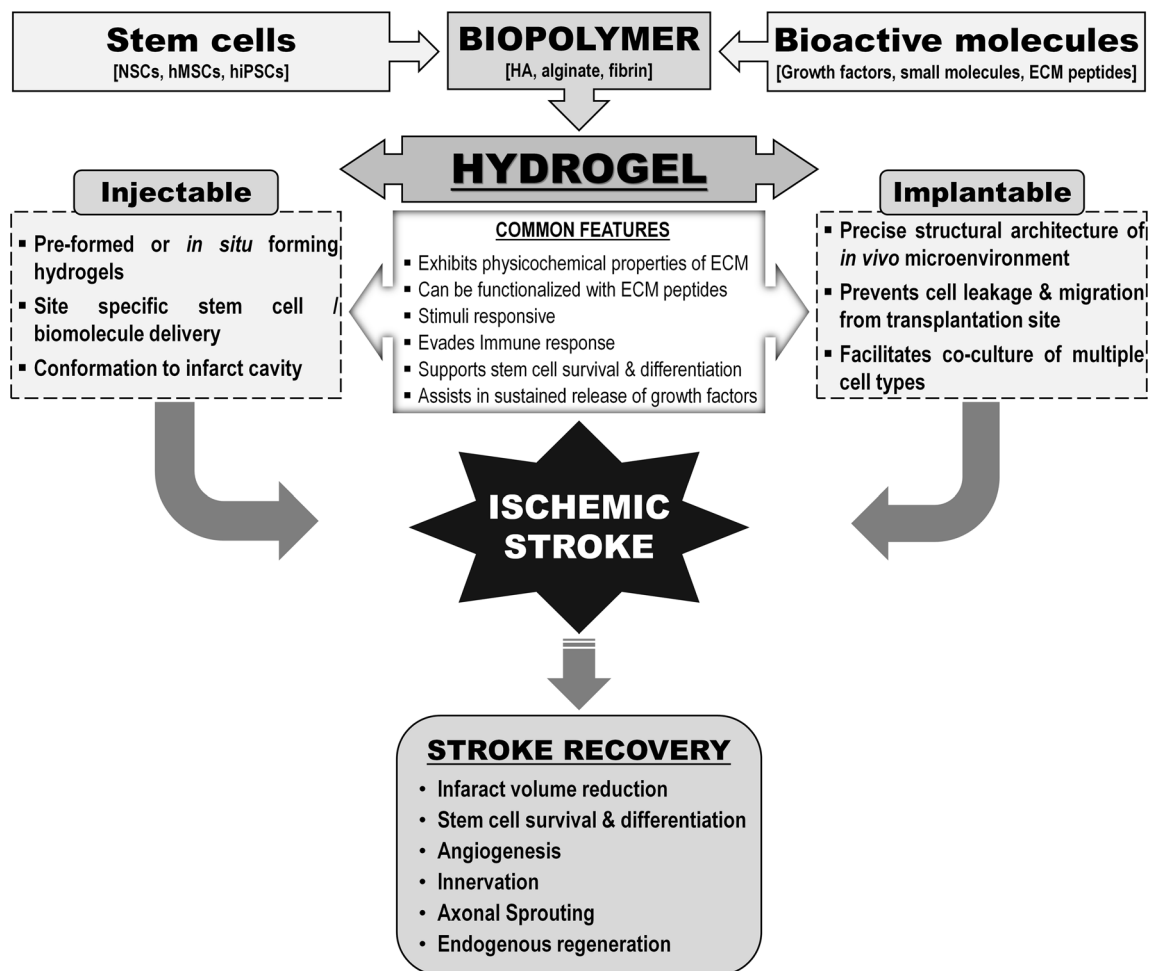 Stem cells
[NSCs, hMSCs, hiPSCs]
BIOPOLYMER
[HA, alginate, fibrin]
Bioactive molecules
[Growth factors, small molecules, ECM peptides]
HYDROGEL
Injectable
▪ Pre-formed or in situ forming
hydrogels
▪ Site specific stem cell /
biomolecule delivery
▪ Conformation to infarct cavity
COMMON FEATURES
▪ Exhibits physicochemical properties of ECM
▪ Can be functionalized with ECM peptides
▪ Stimuli responsive
▪ Evades Immune response
▪ Supports stem cell survival & differentiation
▪ Assists in sustained release of growth factors
Implantable
▪ Precise structural architecture of
in vivo microenvironment
▪ Prevents cell leakage & migration
from transplantation site
▪ Facilitates co-culture of multiple
cell types
ISCHEMIC
STROKE
STROKE RECOVERY
• Infaract volume reduction
• Stem cell survival & differentiation
• Angiogenesis
• Innervation
• Axonal Sprouting
• Endogenous regeneration